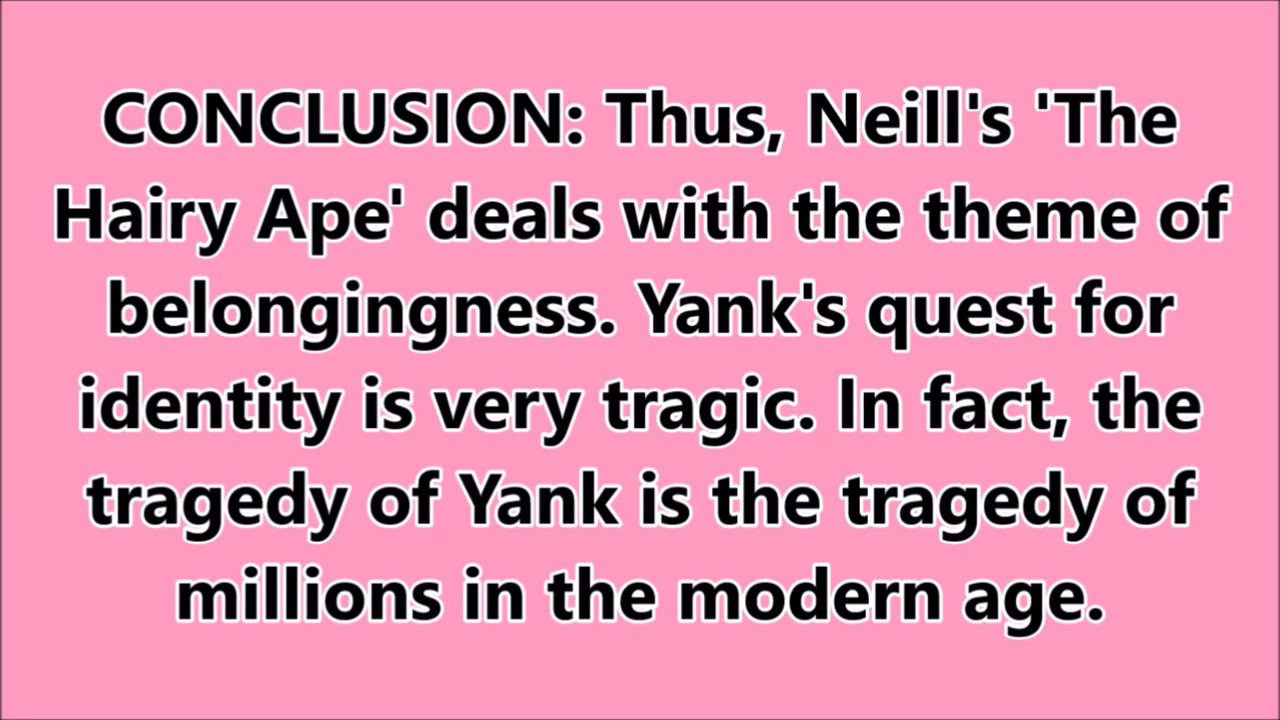 CONCLUSION: Thus, Neill's 'The
Hairy Ape' deals with the theme of
belongingness. Yank's quest for
identity is very tragic. In fact, the
tragedy of Yank is the tragedy of
millions in the modern age.